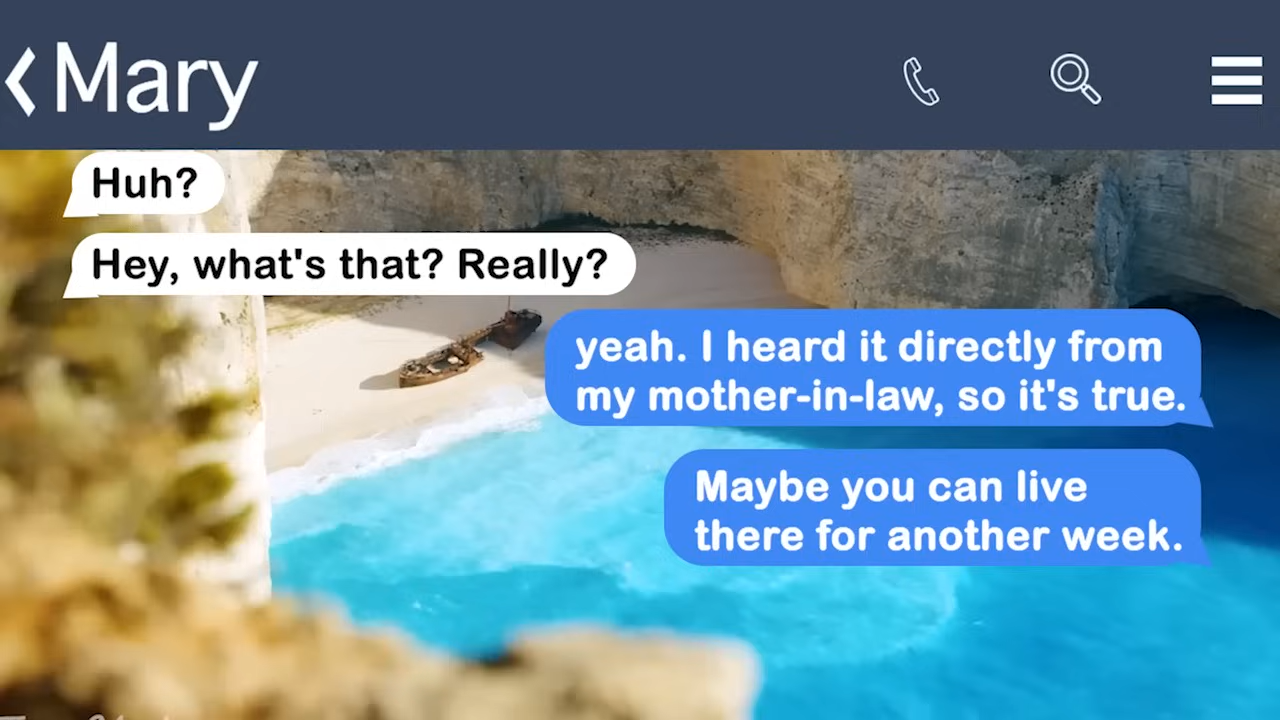 Mary
Huh?
Hey, what's that? Really?
yeah. I heard it directly from
my mother-in-law, so it's true.
Maybe you can live
there for another week.